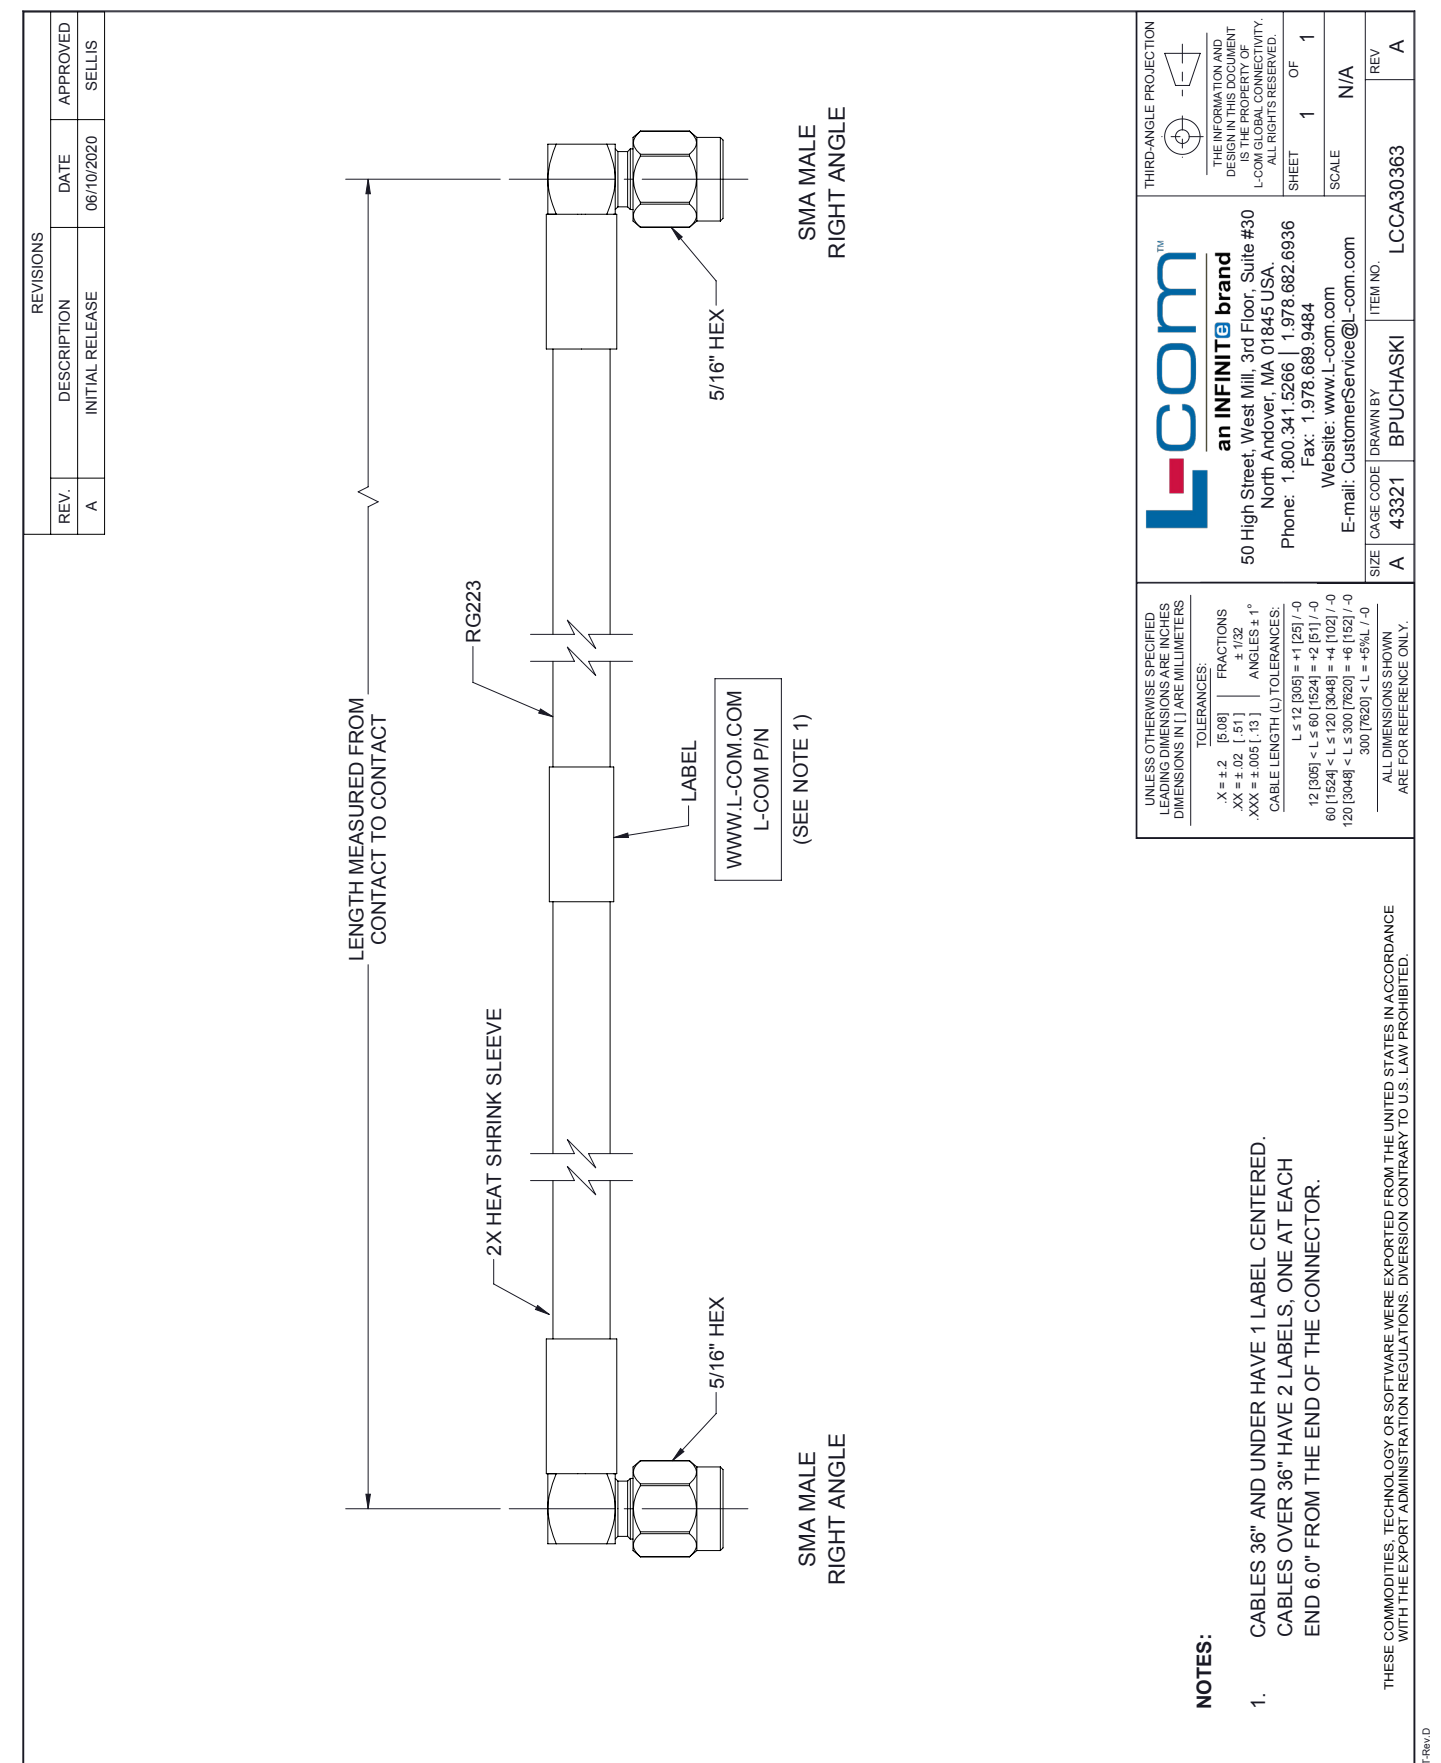 REVISIONS
REV. DESCRIPTION DATE APPROVED
A INITIAL RELEASE 06/10/2020 SELLIS
LENGTH MEASURED FROM
CONTACT TO CONTACT
2X HEAT SHRINK SLEEVE
RG223
5/16" HEX
LABEL
5/16" HEX
WWW.L-COM.COM
L-COM P/N
(SEE NOTE 1)
SMA MALE
RIGHT ANGLE
SMA MALE
RIGHT ANGLE
NOTES:
1. CABLES 36" AND UNDER HAVE 1 LABEL CENTERED.
CABLES OVER 36" HAVE 2 LABELS, ONE AT EACH
END 6.0" FROM THE END OF THE CONNECTOR.
THESE COMMODITIES, TECHNOLOGY OR SOFTWARE WERE EXPORTED FROM THE UNITED STATES IN ACCORDANCE
WITH THE EXPORT ADMINISTRATION REGULATIONS. DIVERSION CONTRARY TO U.S. LAW PROHIBITED.
UNLESS OTHERWISE SPECIFIED
LEADING DIMENSIONS ARE INCHES
DIMENSIONS IN [ ] ARE MILLIMETERS
TOLERANCES:
.X = ±.2 [5.08] FRACTIONS
.XX = ±.02 [.51] ± 1/32
.XXX = ±.005 [.13] ANGLES ± 1°
CABLE LENGTH (L) TOLERANCES:
L ≤ 12 [305] = +1 [25] / -0
12 [305] < L ≤ 60 [1524] = +2 [51] / -0
60 [1524] < L ≤ 120 [3048] = +4 [102] / -0
120 [3048] < L ≤ 300 [7620] = +6 [152] / -0
300 [7620] < L = +5%L / -0
ALL DIMENSIONS SHOWN
ARE FOR REFERENCE ONLY.
L-com™
an INFINITe brand
50 High Street, West Mill, 3rd Floor, Suite #30
North Andover, MA 01845 USA.
Phone: 1.800.341.5266 | 1.978.682.6936
Fax: 1.978.689.9484
Website: www.L-com.com
E-mail: CustomerService@L-com.com
THIRD-ANGLE PROJECTION
THE INFORMATION AND
DESIGN IN THIS DOCUMENT
IS THE PROPERTY OF
L-COM GLOBAL CONNECTIVITY.
ALL RIGHTS RESERVED.
SHEET 1 OF 1
SCALE N/A
SIZE CAGE CODE DRAWN BY ITEM NO. REV
A 43321 BPUCHASKI LCCA30363 A
T-Rev.D